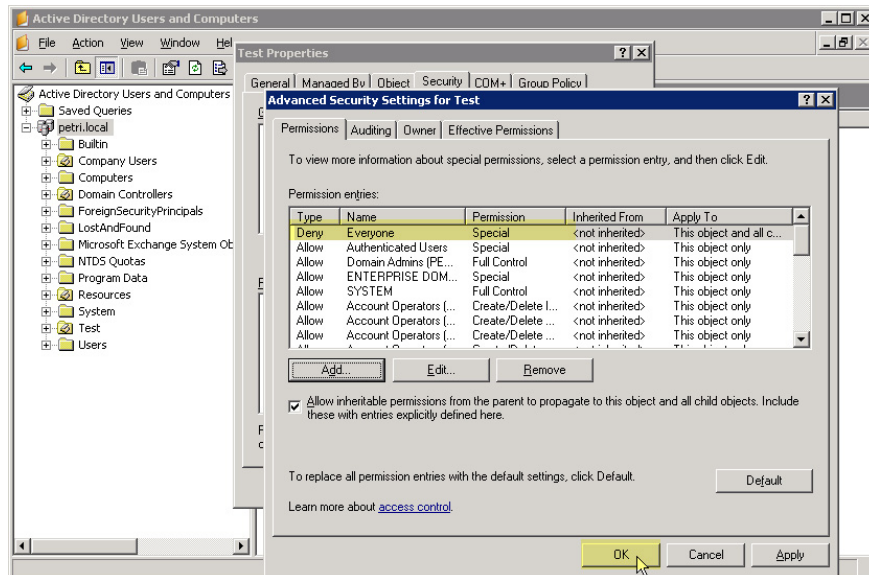 Active Directory Users and Computers
File Action View Window Hel
Test Properties
General Managed By Object Security COM+ Group Policy
Active Directory Users and Computers
Saved Queries
petri.local
Builtin
Company Users
Computers
Domain Controllers
ForeignSecurityPrincipals
LostAndFound
Microsoft Exchange System Ob
NTDS Quotas
Program Data
Resources
System
Test
Users
Advanced Security Settings for Test
Permissions Auditing Owner Effective Permissions
To view more information about special permissions, select a permission entry, and then click Edit.
Permission entries:
Type Name Permission Inherited From Apply To
Deny Everyone Special <not inherited> This object and all c...
Allow Authenticated Users Special <not inherited> This object only
Allow Domain Admins (PE... Full Control <not inherited> This object only
Allow ENTERPRISE DOM... Special <not inherited> This object only
Allow SYSTEM Full Control <not inherited> This object only
Allow Account Operators (... Create/Delete I... <not inherited> This object only
Allow Account Operators (... Create/Delete ... <not inherited> This object only
Allow Account Operators (... Create/Delete ... <not inherited> This object only
Add... Edit... Remove
Allow inheritable permissions from the parent to propagate to this object and all child objects. Include
these with entries explicitly defined here.
To replace all permission entries with the default settings, click Default.
Default
Learn more about access control.
OK Cancel Apply